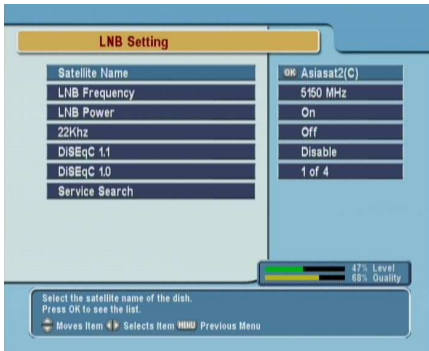 LNB Setting
Satellite Name OK Asiasat2(C)
LNB Frequency 5150 MHz
LNB Power On
22Khz Off
DiSEqC 1.1 Disable
DiSEqC 1.0 1 of 4
Service Search
47% Level
68% Quality
Select the satellite name of the dish.
Press OK to see the list.
Moves Item Selects Item MENU Previous Menu